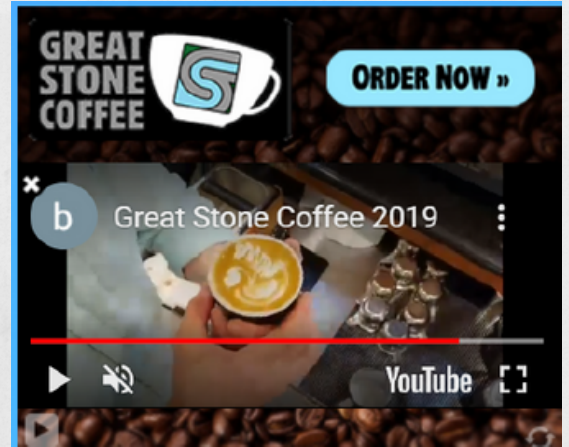 GREAT
STONE
COFFEE
ORDER NOW »
b
Great Stone Coffee 2019
YouTube